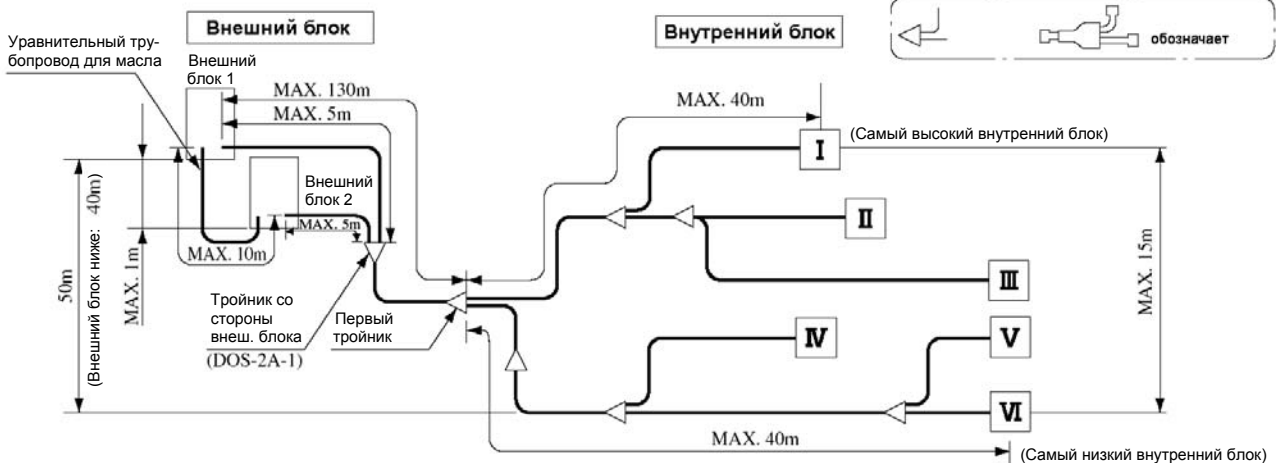 Внешний блок
Внутренний блок
обозначает
Уравнительный тру-
бопровод для масла
Внешний
блок 1
MAX. 130m
MAX. 5m
MAX. 40m
(Самый высокий внутренний блок)
I
Внешний
блок 2
MAX. 5m
II
MAX. 10m
50m
(Внешний блок ниже: 40m)
MAX. 1m
MAX. 15m
III
Тройник со
стороны
внеш. блока
(DOS-2A-1)
Первый
тройник
IV
V
VI
MAX. 40m
(Самый низкий внутренний блок)